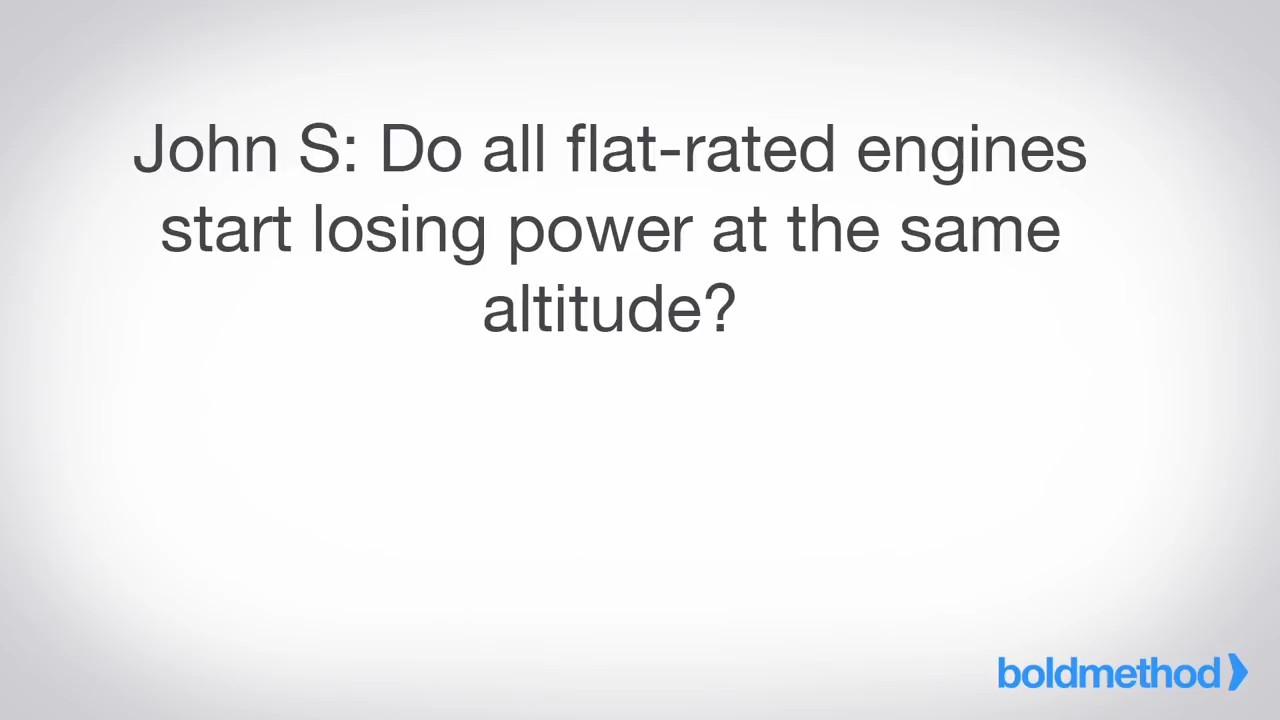 John S: Do all flat-rated engines
start losing power at the same
altitude?
boldmethod